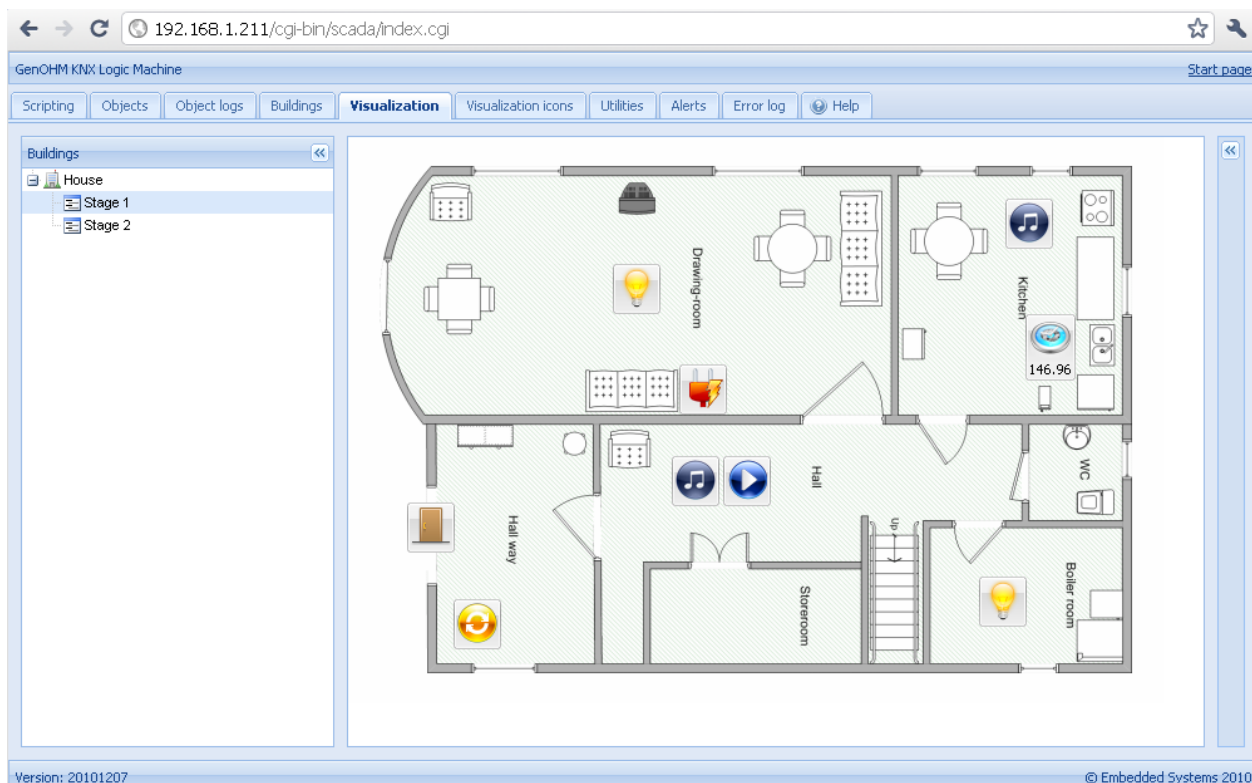 192.168.1.211/cgi-bin/scada/index.cgi
GenOHM KNX Logic Machine
Start page
Scripting Objects Object logs Buildings Visualization Visualization icons Utilities Alerts Error log Help
Buildings
House
Stage 1
Stage 2
Drawing-room
Kitchen
146.96
Hall way
Hall
WC
Up
Storeroom
Boiler room
Version: 20101207
© Embedded Systems 2010